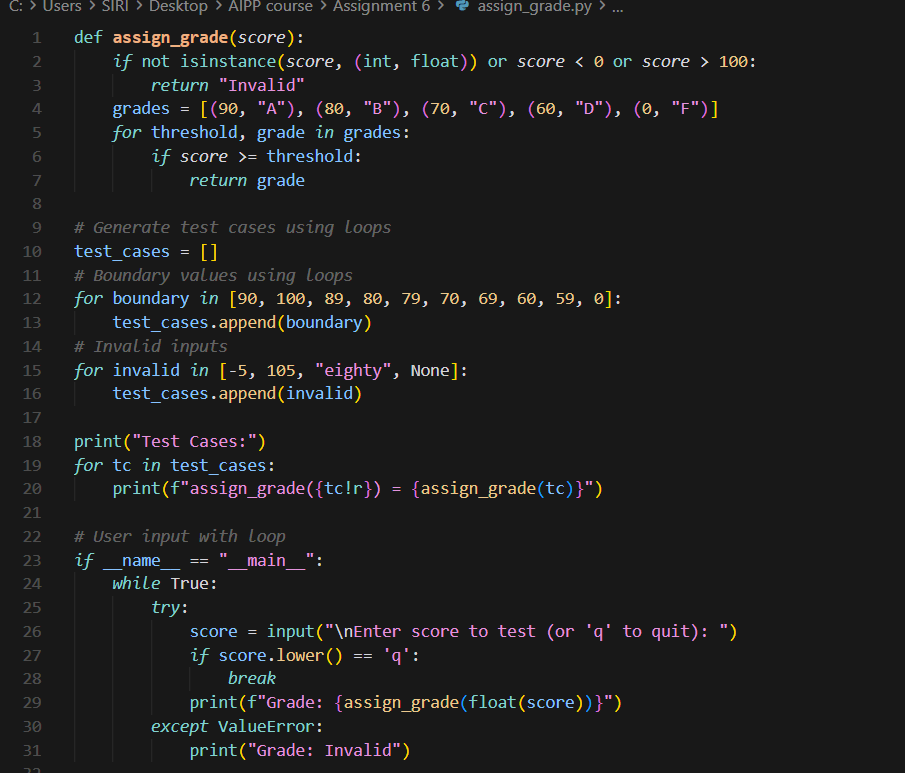 C: > Users > SIRI > Desktop > AIPP course > Assignment 6 > assign_grade.py > ...
1 def assign_grade(score):
2     if not isinstance(score, (int, float)) or score < 0 or score > 100:
3         return "Invalid"
4     grades = [(90, "A"), (80, "B"), (70, "C"), (60, "D"), (0, "F")]
5     for threshold, grade in grades:
6         if score >= threshold:
7             return grade
8
9 # Generate test cases using loops
10 test_cases = []
11 # Boundary values using loops
12 for boundary in [90, 100, 89, 80, 79, 70, 69, 60, 59, 0]:
13     test_cases.append(boundary)
14 # Invalid inputs
15 for invalid in [-5, 105, "eighty", None]:
16     test_cases.append(invalid)
17
18 print("Test Cases:")
19 for tc in test_cases:
20     print(f"assign_grade({tc!r}) = {assign_grade(tc)}")
21
22 # User input with loop
23 if __name__ == "__main__":
24     while True:
25         try:
26             score = input("\nEnter score to test (or 'q' to quit): ")
27             if score.lower() == 'q':
28                 break
29             print(f"Grade: {assign_grade(float(score))}")
30         except ValueError:
31             print("Grade: Invalid")